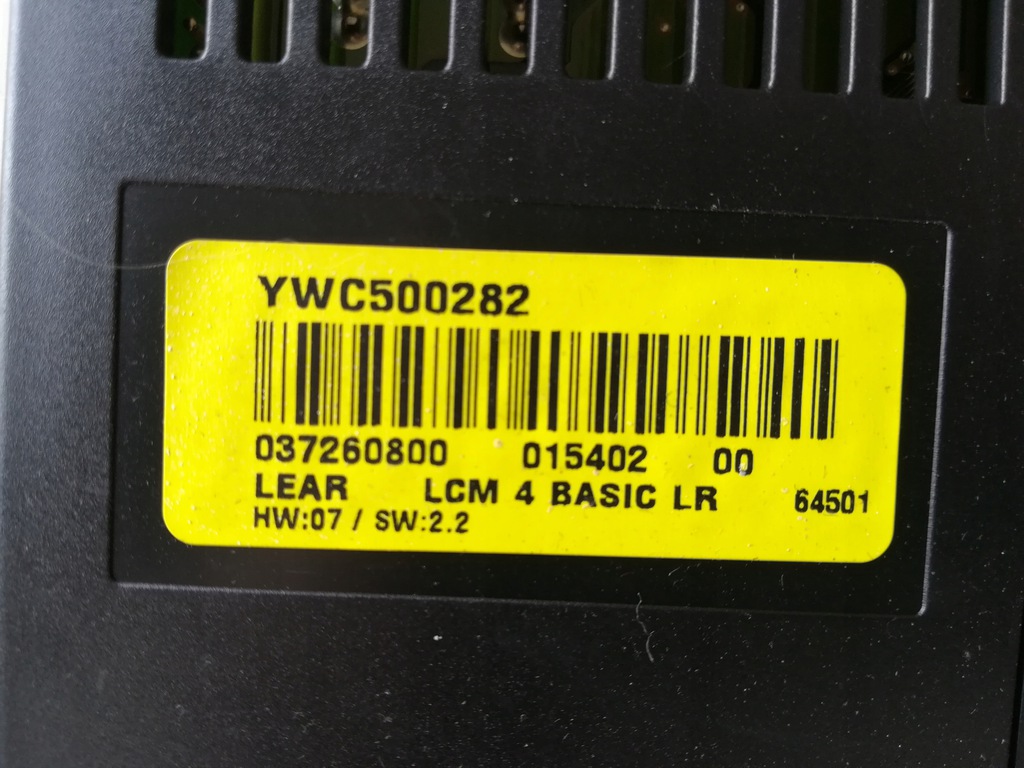 YWC500282
037260800 015402 00
LEAR LCM 4 BASIC LR 64501
HW:07 / SW:2.2